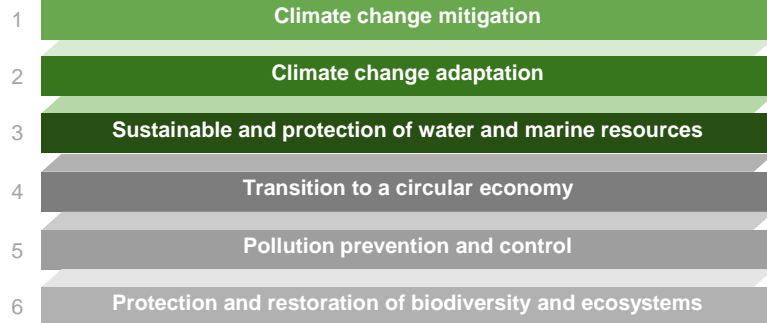 1 Climate change mitigation
2 Climate change adaptation
3 Sustainable and protection of water and marine resources
4 Transition to a circular economy
5 Pollution prevention and control
6 Protection and restoration of biodiversity and ecosystems